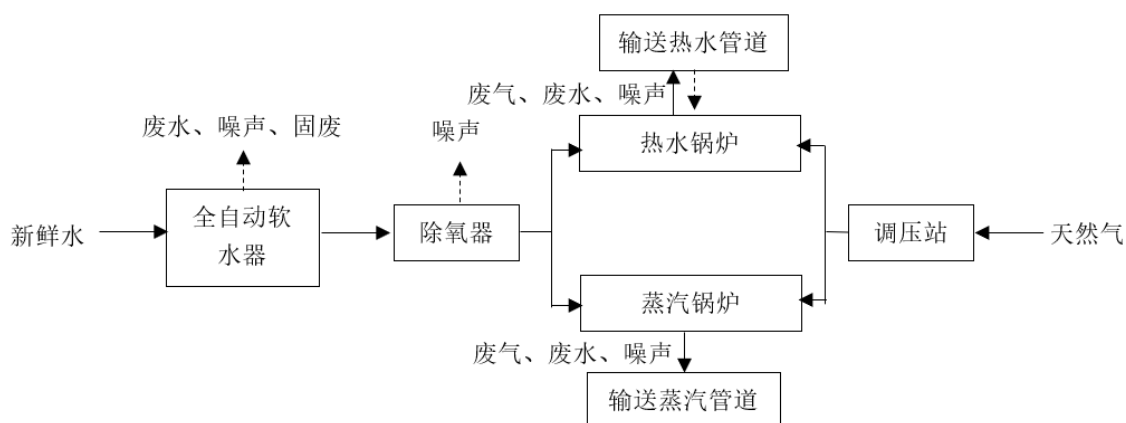 输送热水管道
废气、废水、噪声
废水、噪声、固废
噪声
热水锅炉
新鲜水
全自动软
水器
除氧器
调压站
天然气
蒸汽锅炉
废气、废水、噪声
输送蒸汽管道